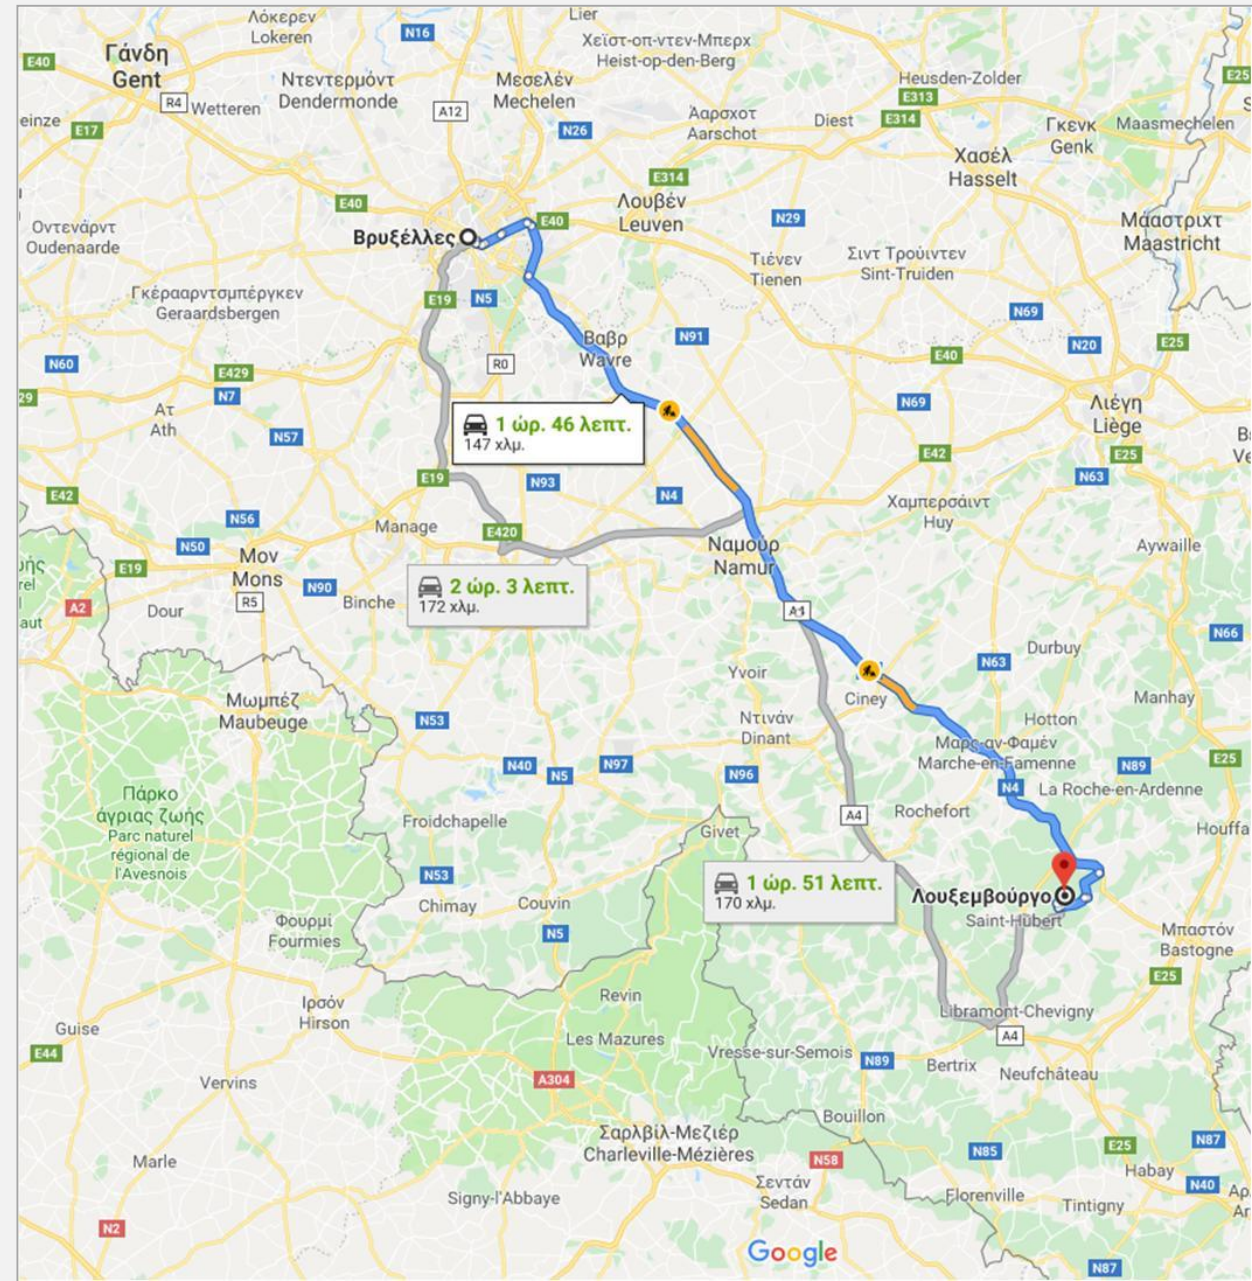 Λόκερεν
Lokeren
N16
Lier
Χεϊστ-οπ-ντεν-Μπερχ
Heist-op-den-Berg
Γάνδη
Gent
E40
Ντεντερμόντ
Dendermonde
Μεσελέν
Mechelen
Heusden-Zolder
E25
E313
R4
Wetteren
A12
Άαρσχοτ
Aarschot
Diest
E314
Γκενκ
Genk
Maasmechelen
E17
N26
Χασέλ
Hasselt
E314
E40
Λουβέν
Leuven
N29
E40
Μάαστριχτ
Maastricht
Οντενάρντ
Oudenaarde
Βρυξέλλες
Τιένεν
Tienen
Σιντ Τρούιντεν
Sint-Truiden
Γκέρααρντσμπέργκεν
Geraardsbergen
E19
N5
N69
Βαβρ
Wavre
N91
N20
E25
N60
R0
E40
E429
N7
29
Ατ
Ath
N69
Λιέγη
Liège
1 ώρ. 46 λεπτ.
147 χλμ.
N57
E42
E25
E19
N93
N4
N63
E42
Χαμπερσάιντ
Huy
N56
Manage
E420
N50
Μον
Mons
Ναμούρ
Namur
Aywaille
E19
N90
2 ώρ. 3 λεπτ.
172 χλμ.
A2
Dour
R5
Binche
N66
Durbuy
N63
Yvoir
Ciney
Manhay
Μωμπέζ
Maubeuge
N53
Ντινάν
Dinant
Hotton
Μαρς-αν-Φαμέν
Marche-en-Famenne
N40
N5
N97
N96
N89
E25
N4
La Roche-en-Ardenne
Πάρκο
άγριας ζωής
Parc naturel
régional de
l'Avesnois
Froidchapelle
A4
Rochefort
Givet
Houffa
N53
Chimay
Couvin
1 ώρ. 51 λεπτ.
170 χλμ.
Λουξεμβούργο
Saint-Hubert
Φουρμί
Fourmies
N5
Μπαστόν
Bastogne
E25
Ιρσόν
Hirson
Revin
Guise
Les Mazures
Libramont-Chevigny
A4
E44
Vresse-sur-Semois
N89
Bertrix
Neufchâteau
Vervins
A304
Bouillon
Σαρλβίλ-Μεζιέρ
Charleville-Mézières
E25
N87
N85
Marle
N58
Habay
N40
Signy-l'Abbaye
Σεντάν
Sedan
Florenville
Tintigny
N2
Google
N87